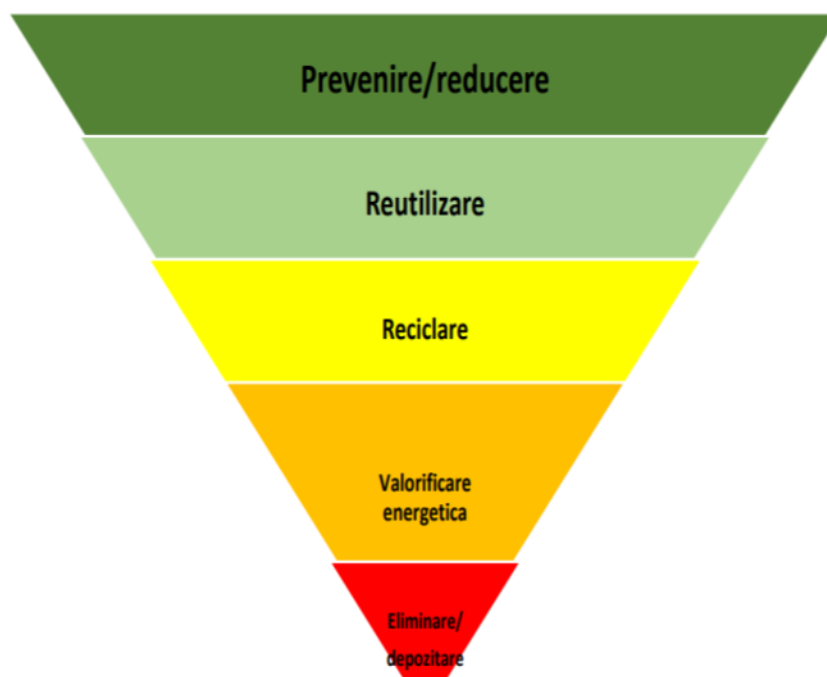 Prevenire/reducere
Reutilizare
Reciclare
Valorificare
energetica
Eliminare/
depozitare